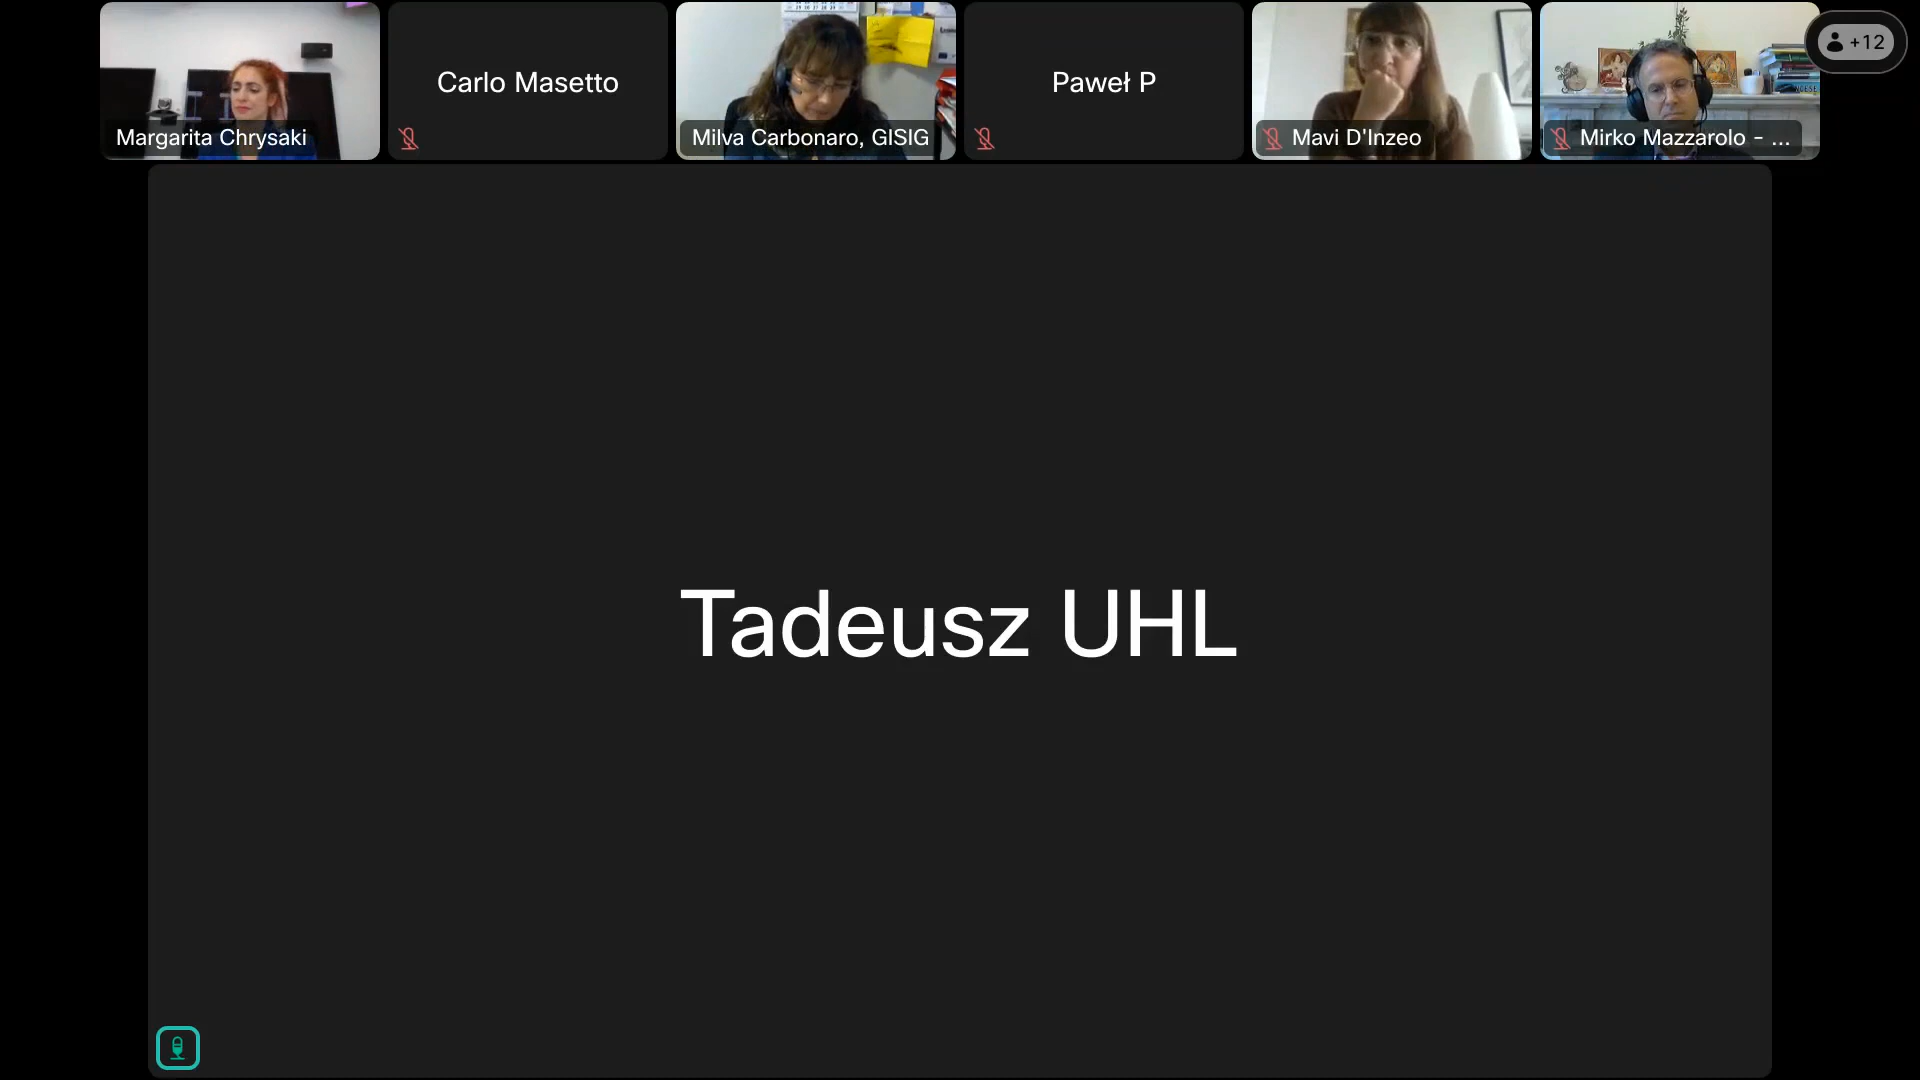 Margarita Chrysaki
Carlo Masetto
Milva Carbonaro, GISIG
Paweł P
Mavi D'Inzeo
Mirko Mazzarolo - ...
+12
Tadeusz UHL